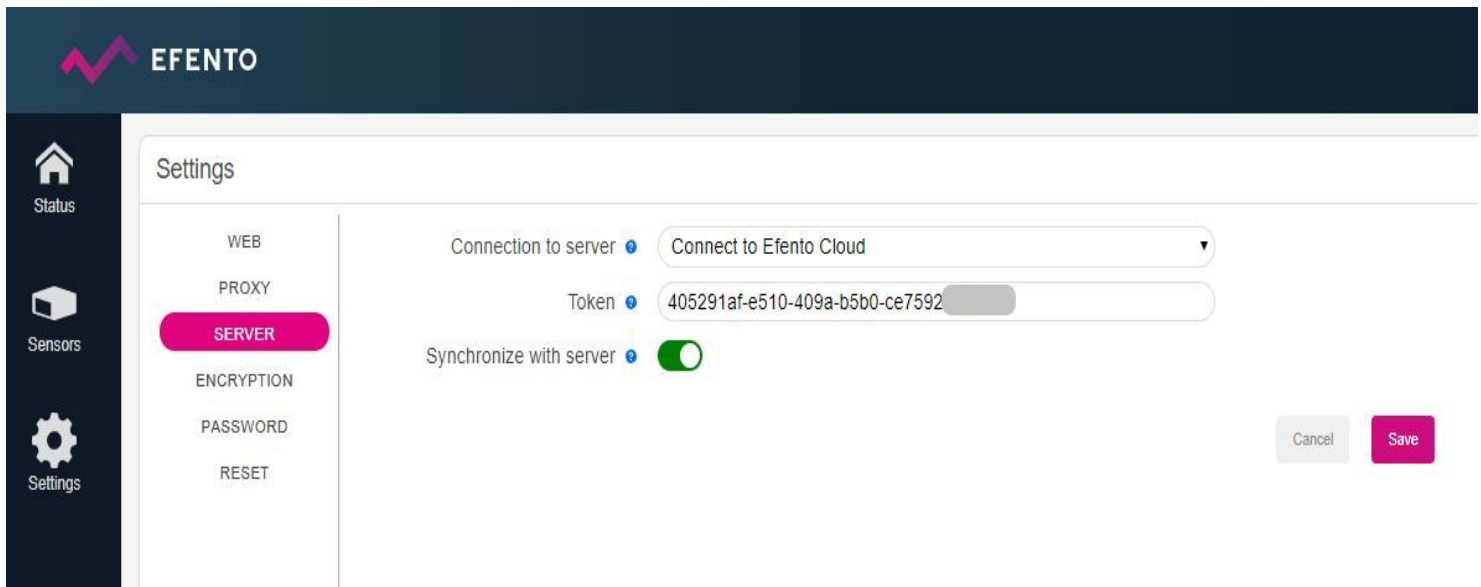 EFENTO
Status
Sensors
Settings
Settings
WEB
PROXY
SERVER
ENCRYPTION
PASSWORD
RESET
Connection to server
Connect to Efento Cloud
Token
405291af-e510-409a-b5b0-ce7592
Synchronize with server
Cancel
Save